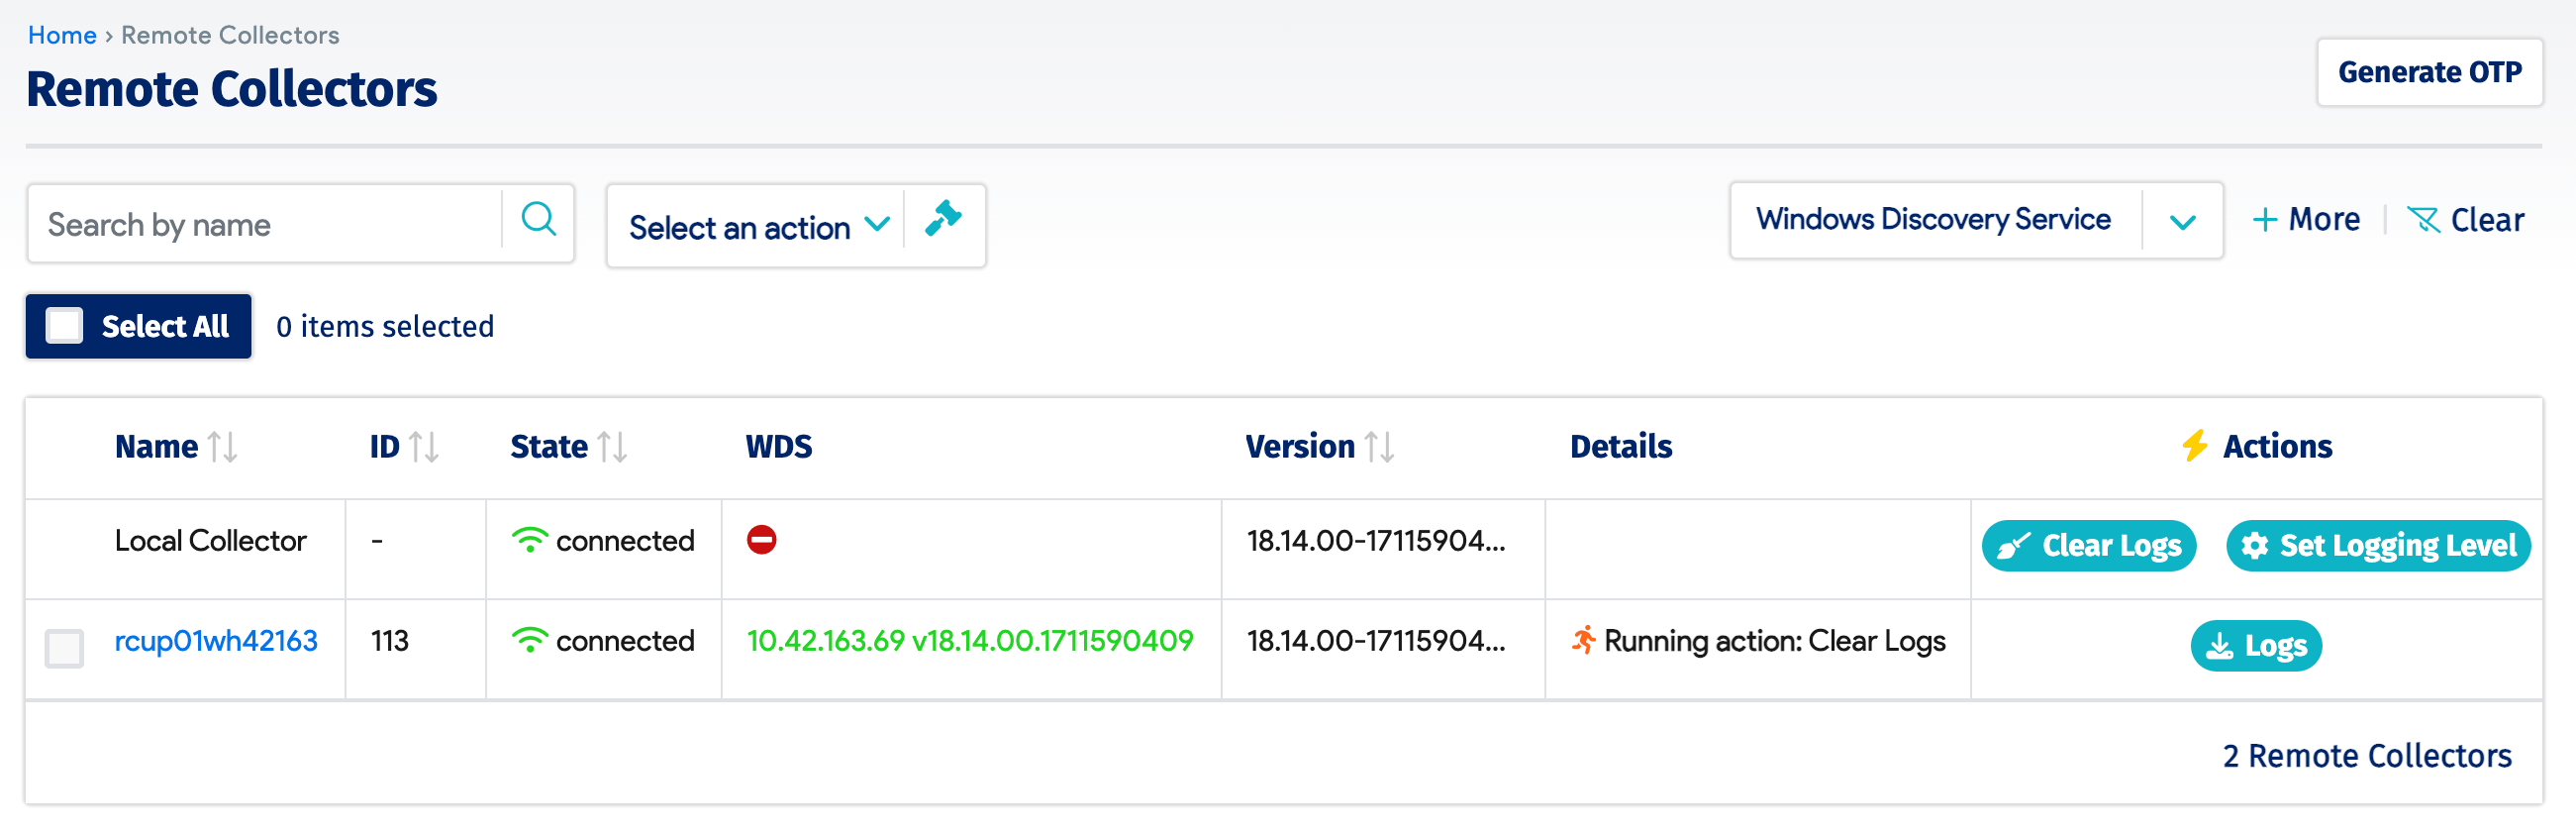 Home › Remote Collectors
Remote Collectors
Generate OTP
Search by name
Select an action
Windows Discovery Service
+ More
Clear
Select All
0 items selected
Name ID State WDS Version Details Actions
Local Collector - connected 18.14.00-17115904... Clear Logs Set Logging Level
rcup01wh42163 113 connected 10.42.163.69 v18.14.00.1711590409 18.14.00-17115904... Running action: Clear Logs Logs
2 Remote Collectors